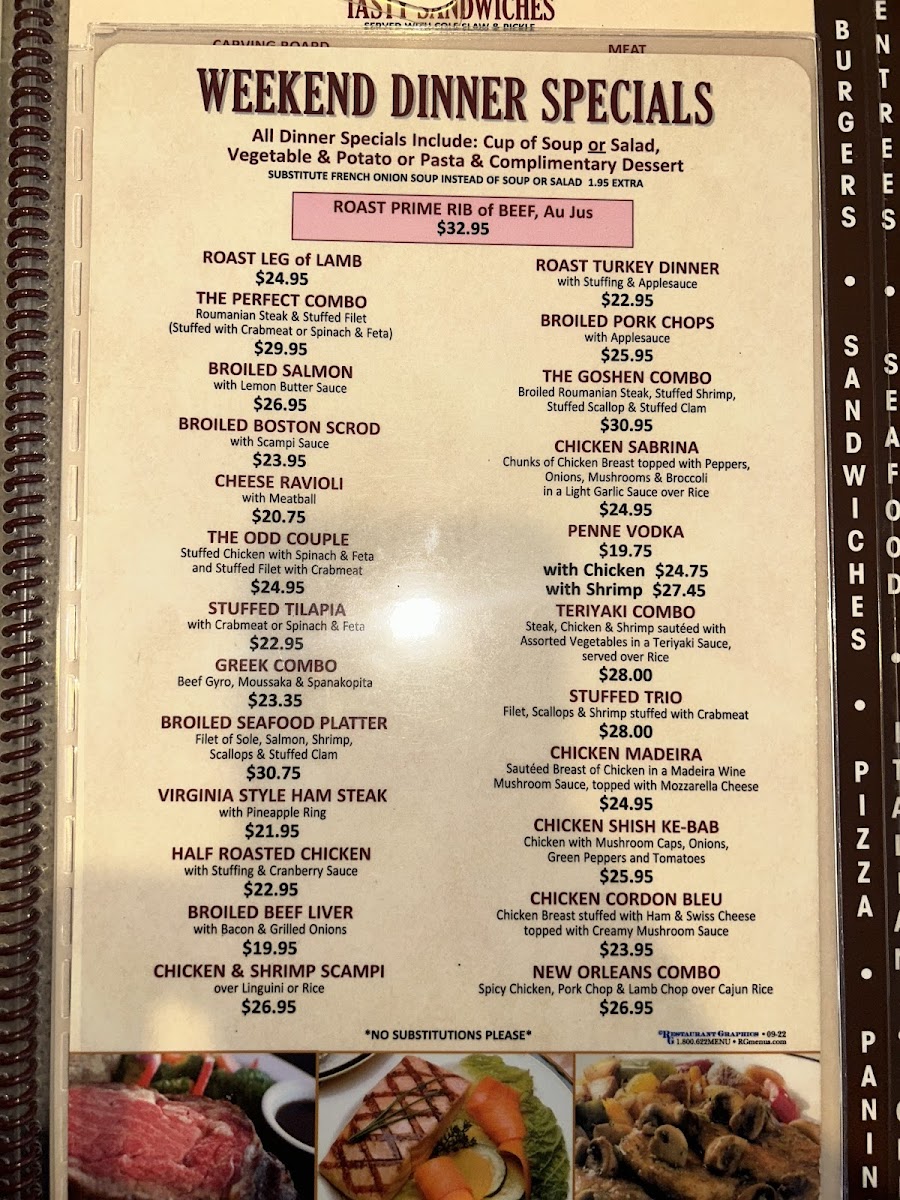 TASTY SANDWICHES
SERVED WITH COLE SLAW & PICKLE
CARVING BOARD
MEAT
WEEKEND DINNER SPECIALS
All Dinner Specials Include: Cup of Soup or Salad,
Vegetable & Potato or Pasta & Complimentary Dessert
SUBSTITUTE FRENCH ONION SOUP INSTEAD OF SOUP OR SALAD 1.95 EXTRA
ROAST PRIME RIB of BEEF, Au Jus
$32.95
ROAST LEG of LAMB
$24.95
THE PERFECT COMBO
Roumanian Steak & Stuffed Filet
(Stuffed with Crabmeat or Spinach & Feta)
$29.95
BROILED SALMON
with Lemon Butter Sauce
$26.95
BROILED BOSTON SCROD
with Scampi Sauce
$23.95
CHEESE RAVIOLI
with Meatball
$20.75
THE ODD COUPLE
Stuffed Chicken with Spinach & Feta
and Stuffed Filet with Crabmeat
$24.95
STUFFED TILAPIA
with Crabmeat or Spinach & Feta
$22.95
GREEK COMBO
Beef Gyro, Moussaka & Spanakopita
$23.35
BROILED SEAFOOD PLATTER
Filet of Sole, Salmon, Shrimp,
Scallops & Stuffed Clam
$30.75
VIRGINIA STYLE HAM STEAK
with Pineapple Ring
$21.95
HALF ROASTED CHICKEN
with Stuffing & Cranberry Sauce
$22.95
BROILED BEEF LIVER
with Bacon & Grilled Onions
$19.95
CHICKEN & SHRIMP SCAMPI
over Linguini or Rice
$26.95
ROAST TURKEY DINNER
with Stuffing & Applesauce
$22.95
BROILED PORK CHOPS
with Applesauce
$25.95
THE GOSHEN COMBO
Broiled Roumanian Steak, Stuffed Shrimp,
Stuffed Scallop & Stuffed Clam
$30.95
CHICKEN SABRINA
Chunks of Chicken Breast topped with Peppers,
Onions, Mushrooms & Broccoli
in a Light Garlic Sauce over Rice
$24.95
PENNE VODKA
$19.75
with Chicken $24.75
with Shrimp $27.45
TERIYAKI COMBO
Steak, Chicken & Shrimp sautéed with
Assorted Vegetables in a Teriyaki Sauce,
served over Rice
$28.00
STUFFED TRIO
Filet, Scallops & Shrimp stuffed with Crabmeat
$28.00
CHICKEN MADEIRA
Sautéed Breast of Chicken in a Madeira Wine
Mushroom Sauce, topped with Mozzarella Cheese
$24.95
CHICKEN SHISH KE-BAB
Chicken with Mushroom Caps, Onions,
Green Peppers and Tomatoes
$25.95
CHICKEN CORDON BLEU
Chicken Breast stuffed with Ham & Swiss Cheese
topped with Creamy Mushroom Sauce
$23.95
NEW ORLEANS COMBO
Spicy Chicken, Pork Chop & Lamb Chop over Cajun Rice
$26.95
*NO SUBSTITUTIONS PLEASE*
©RESTAURANT GRAPHICS • 09-22
1.800.622MENU • RGmenus.com
BURGERS • SANDWICHES • PIZZA • PANIN
ENTREES • SEAFOOD • ITALIAN •